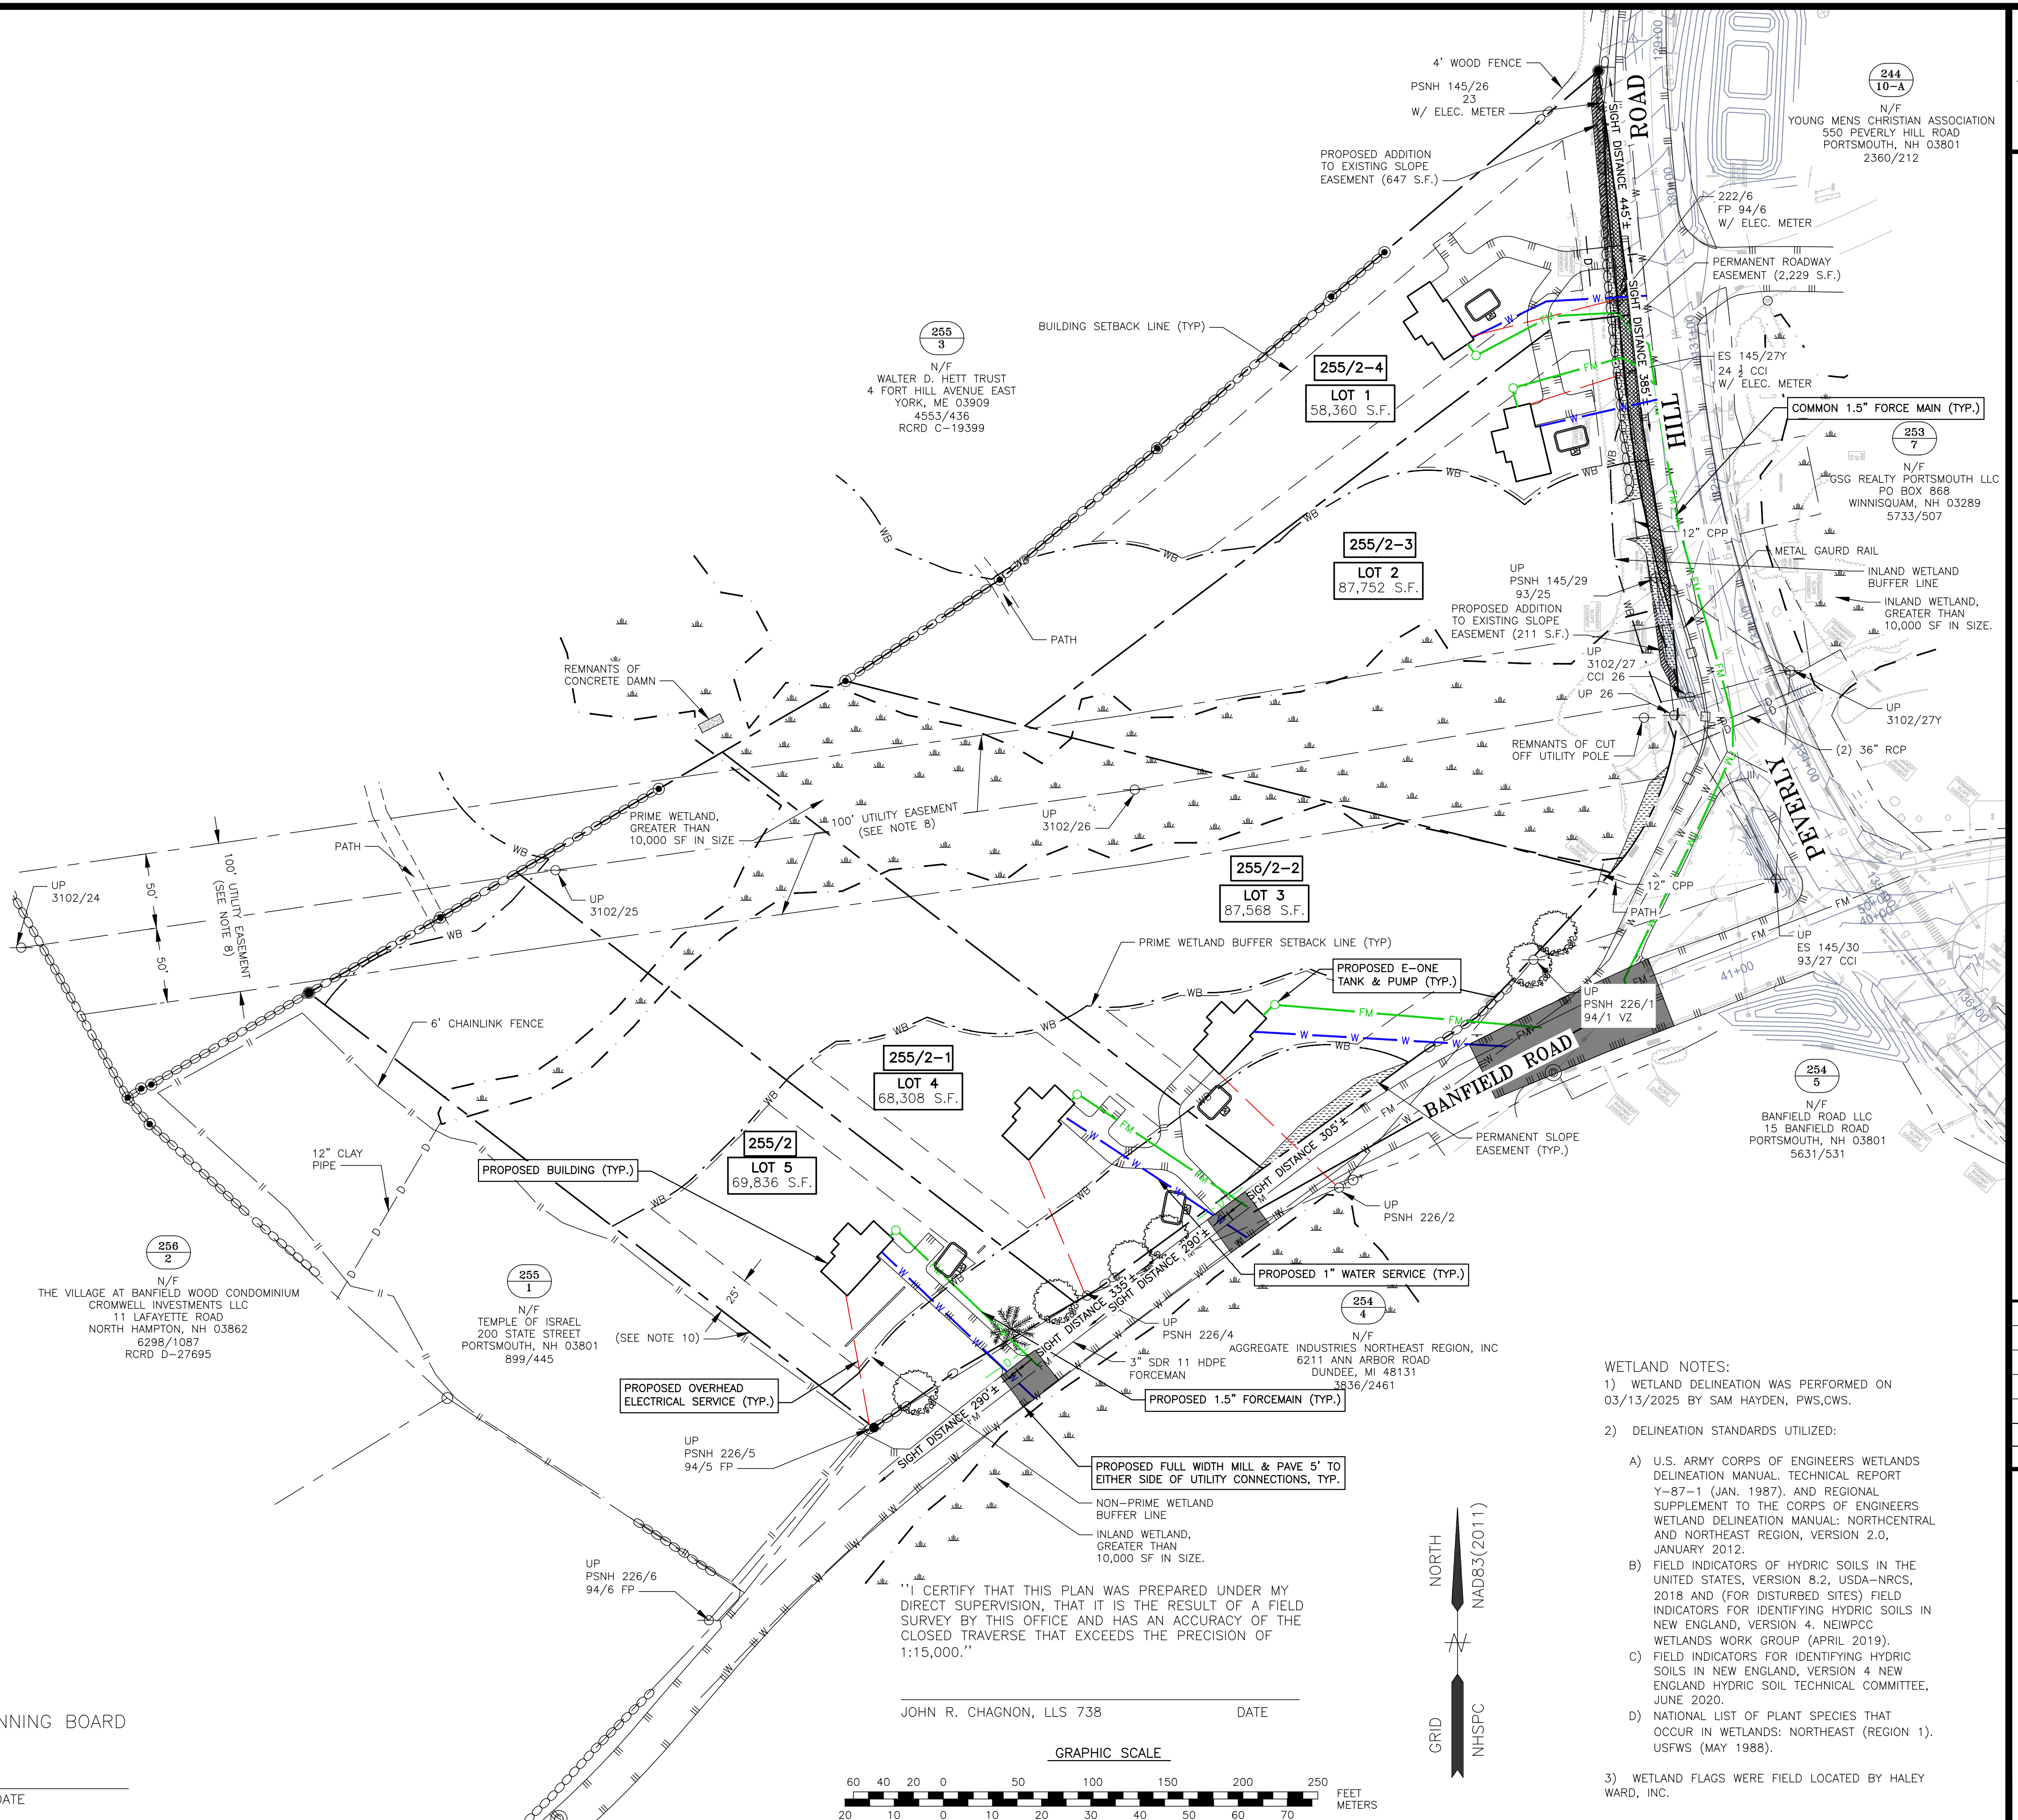 4' WOOD FENCE
PSNH 145/26
23
W/ ELEC. METER
PROPOSED ADDITION
TO EXISTING SLOPE
EASEMENT (647 S.F.)
ROAD
129+00
130+00
SIGHT DISTANCE 445'±
SIGHT DISTANCE 385'±
244
10-A
N/F
YOUNG MENS CHRISTIAN ASSOCIATION
550 PEVERLY HILL ROAD
PORTSMOUTH, NH 03801
2360/212
222/6
FP 94/6
W/ ELEC. METER
PERMANENT ROADWAY
EASEMENT (2,229 S.F.)
131+00
ES 145/27Y
24 ½ CCI
W/ ELEC. METER
COMMON 1.5" FORCE MAIN (TYP.)
HILL
253
7
N/F
GSG REALTY PORTSMOUTH LLC
PO BOX 868
WINNISQUAM, NH 03289
5733/507
BUILDING SETBACK LINE (TYP)
255
3
N/F
WALTER D. HETT TRUST
4 FORT HILL AVENUE EAST
YORK, ME 03909
4553/436
RCRD C-19399
255/2-4
LOT 1
58,360 S.F.
255/2-3
LOT 2
87,752 S.F.
132+00
12" CPP
METAL GAURD RAIL
INLAND WETLAND
BUFFER LINE
INLAND WETLAND,
GREATER THAN
10,000 SF IN SIZE.
UP
PSNH 145/29
93/25
PROPOSED ADDITION
TO EXISTING SLOPE
EASEMENT (211 S.F.)
UP
3102/27
CCI 26
UP 26
REMNANTS OF CUT
OFF UTILITY POLE
UP
3102/27Y
(2) 36" RCP
134+00
PEVERLY
PATH
REMNANTS OF
CONCRETE DAMN
PRIME WETLAND,
GREATER THAN
10,000 SF IN SIZE
100' UTILITY EASEMENT
(SEE NOTE 8)
UP
3102/26
PATH
UP
3102/24
50'
50'
100' UTILITY EASEMENT
(SEE NOTE 8)
UP
3102/25
255/2-2
LOT 3
87,568 S.F.
12" CPP
PATH
UP
ES 145/30
93/27 CCI
41+00
136+00
PRIME WETLAND BUFFER SETBACK LINE (TYP)
PROPOSED E-ONE
TANK & PUMP (TYP.)
UP
PSNH 226/1
94/1 VZ
BANFIELD ROAD
254
5
N/F
BANFIELD ROAD LLC
15 BANFIELD ROAD
PORTSMOUTH, NH 03801
5631/531
6' CHAINLINK FENCE
255/2-1
LOT 4
68,308 S.F.
PERMANENT SLOPE
EASEMENT (TYP.)
SIGHT DISTANCE 305'±
12" CLAY
PIPE
255/2
LOT 5
69,836 S.F.
PROPOSED BUILDING (TYP.)
UP
PSNH 226/2
256
2
N/F
THE VILLAGE AT BANFIELD WOOD CONDOMINIUM
CROMWELL INVESTMENTS LLC
11 LAFAYETTE ROAD
NORTH HAMPTON, NH 03862
6298/1087
RCRD D-27695
255
1
N/F
TEMPLE OF ISRAEL
200 STATE STREET
PORTSMOUTH, NH 03801
899/445
25'
(SEE NOTE 10)
SIGHT DISTANCE 335'±
SIGHT DISTANCE 290'±
PROPOSED 1" WATER SERVICE (TYP.)
UP
PSNH 226/4
254
4
N/F
AGGREGATE INDUSTRIES NORTHEAST REGION, INC
6211 ANN ARBOR ROAD
DUNDEE, MI 48131
3836/2461
3" SDR 11 HDPE
FORCEMAN
PROPOSED OVERHEAD
ELECTRICAL SERVICE (TYP.)
PROPOSED 1.5" FORCEMAIN (TYP.)
SIGHT DISTANCE 290'±
UP
PSNH 226/5
94/5 FP
PROPOSED FULL WIDTH MILL & PAVE 5' TO
EITHER SIDE OF UTILITY CONNECTIONS, TYP.
NON-PRIME WETLAND
BUFFER LINE
INLAND WETLAND,
GREATER THAN
10,000 SF IN SIZE.
UP
PSNH 226/6
94/6 FP
''I CERTIFY THAT THIS PLAN WAS PREPARED UNDER MY
DIRECT SUPERVISION, THAT IT IS THE RESULT OF A FIELD
SURVEY BY THIS OFFICE AND HAS AN ACCURACY OF THE
CLOSED TRAVERSE THAT EXCEEDS THE PRECISION OF
1:15,000.''
JOHN R. CHAGNON, LLS 738 DATE
GRAPHIC SCALE
60 40 20 0 50 100 150 200 250
FEET
METERS
20 10 0 10 20 30 40 50 60 70
NORTH
NAD83(2011)
GRID
NHSPC
NNING BOARD
DATE
WETLAND NOTES:
1) WETLAND DELINEATION WAS PERFORMED ON
03/13/2025 BY SAM HAYDEN, PWS,CWS.
2) DELINEATION STANDARDS UTILIZED:
A) U.S. ARMY CORPS OF ENGINEERS WETLANDS
DELINEATION MANUAL. TECHNICAL REPORT
Y-87-1 (JAN. 1987). AND REGIONAL
SUPPLEMENT TO THE CORPS OF ENGINEERS
WETLAND DELINEATION MANUAL: NORTHCENTRAL
AND NORTHEAST REGION, VERSION 2.0,
JANUARY 2012.
B) FIELD INDICATORS OF HYDRIC SOILS IN THE
UNITED STATES, VERSION 8.2, USDA-NRCS,
2018 AND (FOR DISTURBED SITES) FIELD
INDICATORS FOR IDENTIFYING HYDRIC SOILS IN
NEW ENGLAND, VERSION 4. NEIWPCC
WETLANDS WORK GROUP (APRIL 2019).
C) FIELD INDICATORS FOR IDENTIFYING HYDRIC
SOILS IN NEW ENGLAND, VERSION 4 NEW
ENGLAND HYDRIC SOIL TECHNICAL COMMITTEE,
JUNE 2020.
D) NATIONAL LIST OF PLANT SPECIES THAT
OCCUR IN WETLANDS: NORTHEAST (REGION 1).
USFWS (MAY 1988).
3) WETLAND FLAGS WERE FIELD LOCATED BY HALEY
WARD, INC.